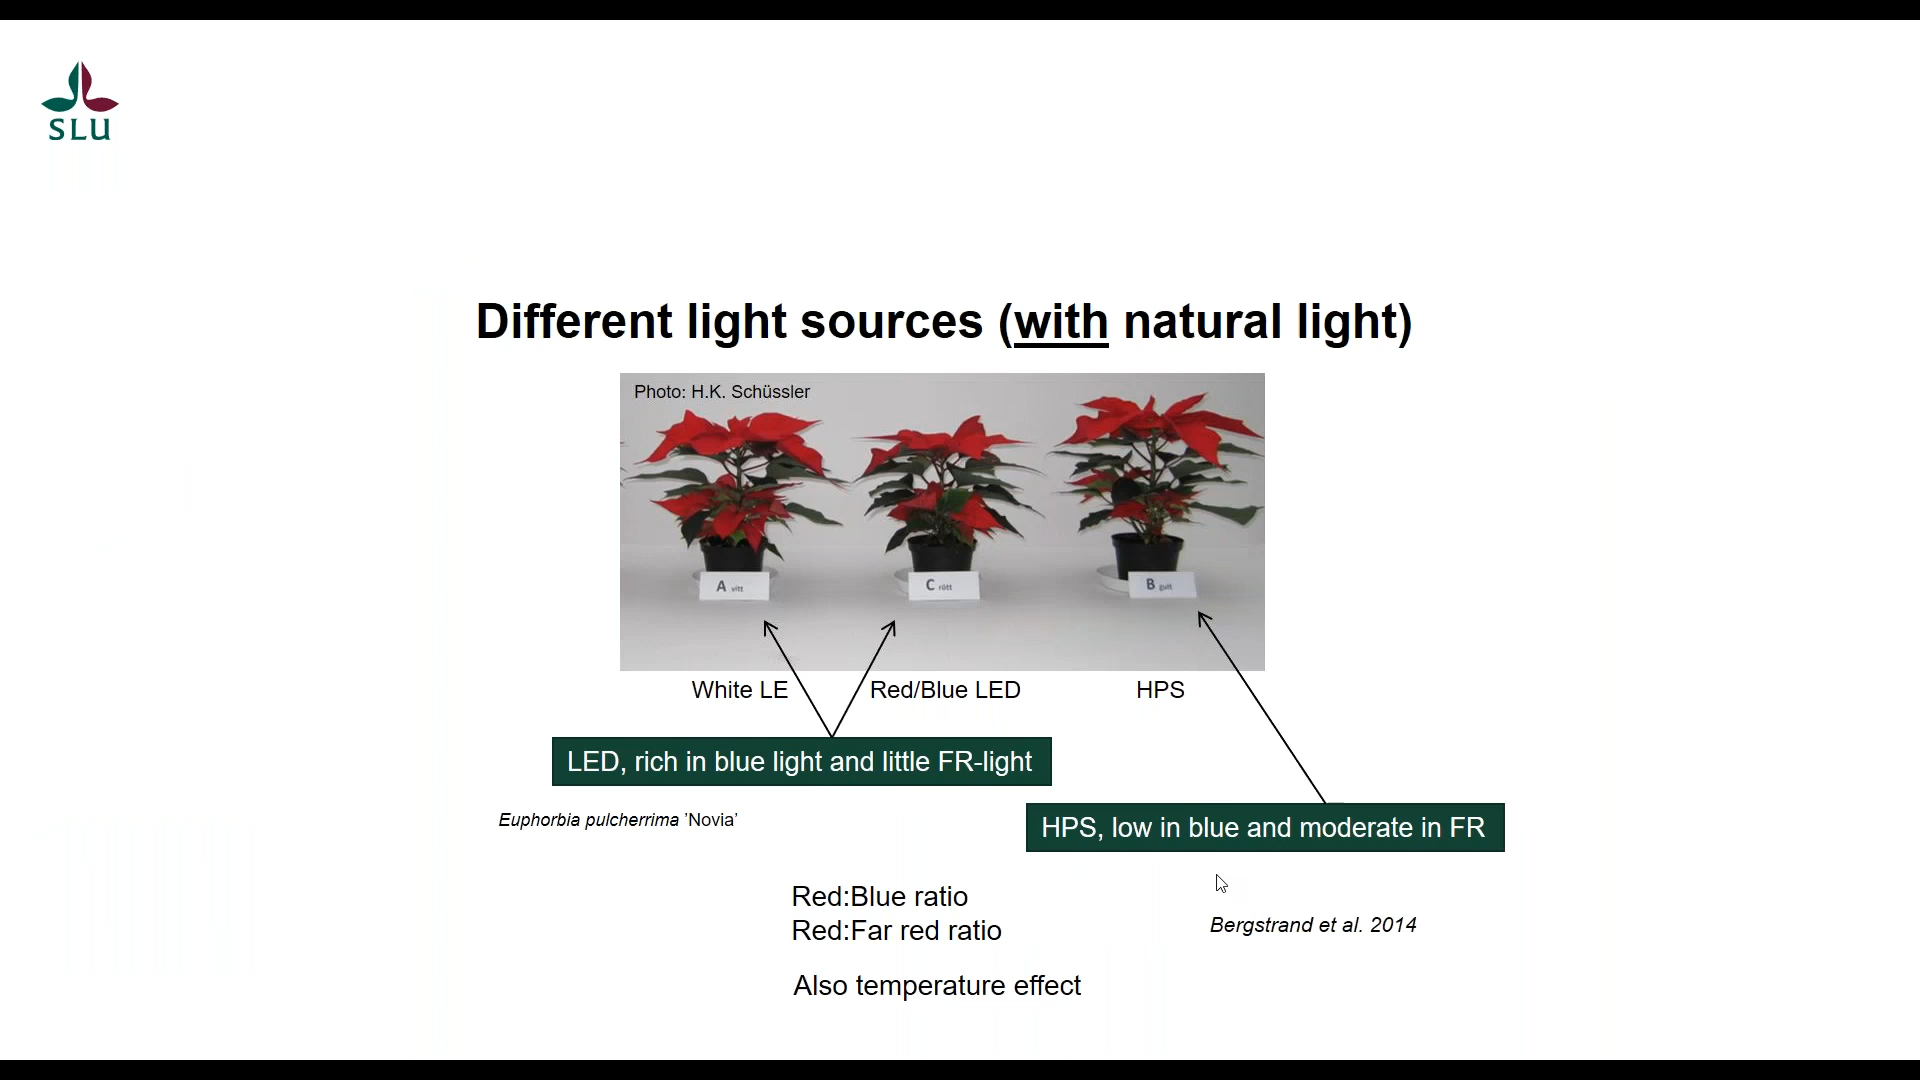 SLU
Different light sources (with natural light)
Photo: H.K. Schüssler
A vitt
C rött
B gult
White LE
Red/Blue LED
HPS
LED, rich in blue light and little FR-light
Euphorbia pulcherrima 'Novia'
HPS, low in blue and moderate in FR
Red:Blue ratio
Red:Far red ratio
Bergstrand et al. 2014
Also temperature effect